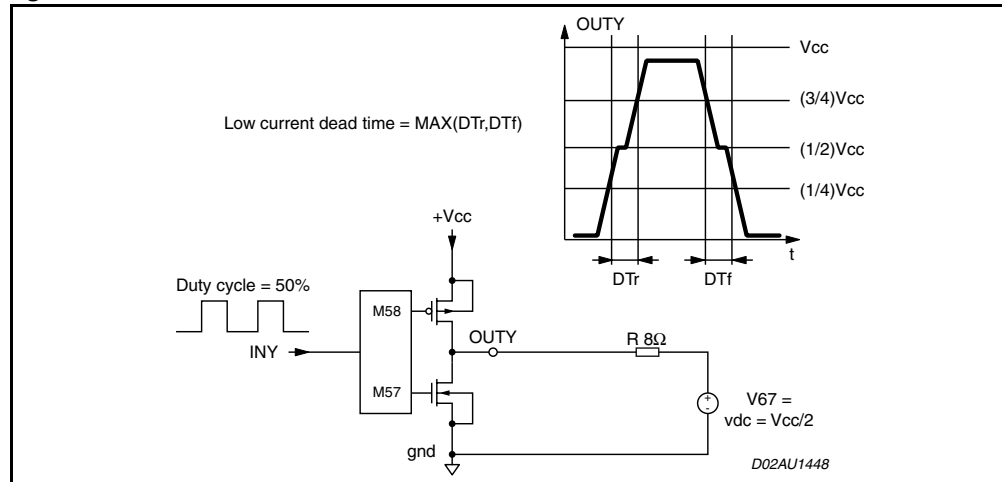 OUTY
Vcc
(3/4)Vcc
Low current dead time = MAX(DTr,DTf)
(1/2)Vcc
(1/4)Vcc
+Vcc
t
DTr
DTf
Duty cycle = 50%
M58
OUTY
R 8Ω
INY
M57
+
-
V67 =
vdc = Vcc/2
gnd
D02AU1448